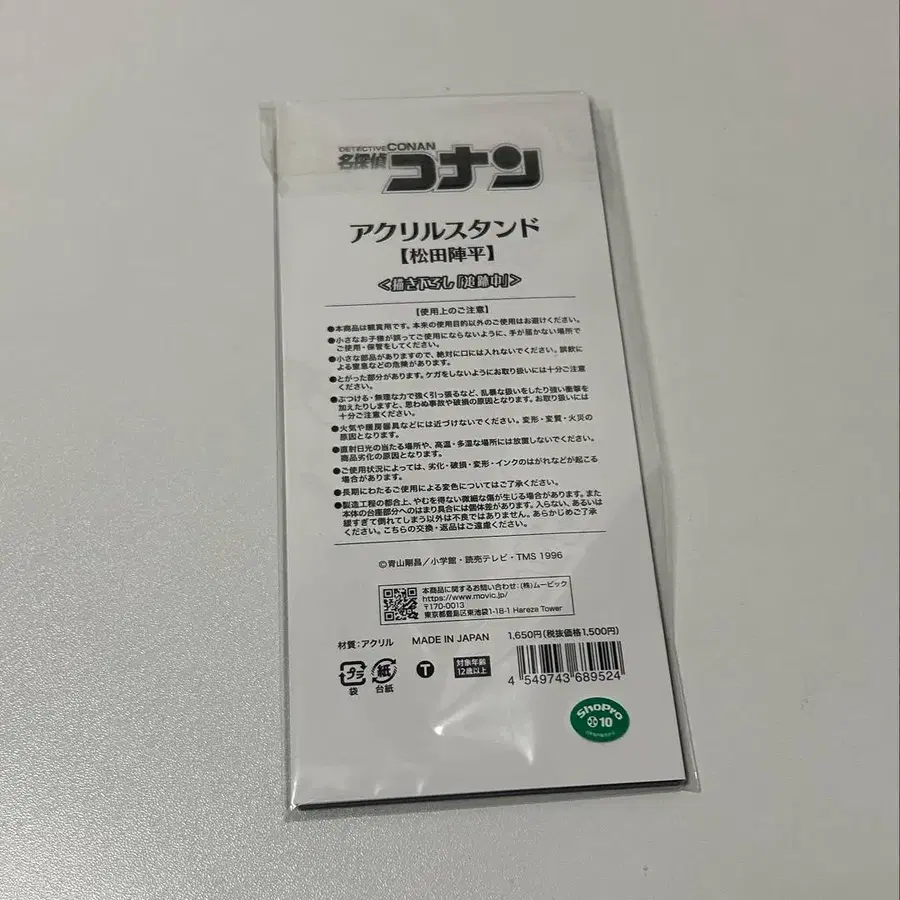 DETECTIVE CONAN
名探偵コナン
アクリルスタンド
【松田陣平】
＜描き下ろし「追跡中」＞
【使用上のご注意】
●本商品は観賞用です。本来の使用目的以外のご使用はお避けください。
●小さなお子様が誤ってご使用にならないように、手が届かない場所で
ご使用・保管をしてください。
●小さな部品がありますので、絶対に口には入れないでください。誤飲に
よる窒息などの危険があります。
●とがった部分があります。ケガをしないようにお取り扱いには十分ご注意
ください。
●ぶつける・無理な力で強く引っ張るなど、乱暴な扱いをしたり強い衝撃を
加えたりしますと、思わぬ事故や破損の原因となります。お取り扱いには
十分ご注意ください。
●火気や暖房器具などには近づけないでください。変形・変質・火災の
原因となります。
●直射日光の当たる場所や、高温・多湿な場所には放置しないでください。
商品劣化の原因となります。
●ご使用状況によっては、劣化・破損・変形・インクのはがれなどが起こる
場合があります。
●長期にわたるご使用による変色についてはご了承ください。
●製造工程の都合上、やむを得ない微細な傷が生じる場合があります。また
本体の台座部分へのはまり具合には個体差があります。入らない、あるいは
緩すぎて倒れてしまう以外は不良ではありません。あらかじめご了承
ください。こちらの交換・返品はご遠慮ください。
©青山剛昌／小学館・読売テレビ・TMS 1996
本商品に関するお問い合わせ：(株)ムービック
https://www.movic.jp/
〒170-0013
東京都豊島区東池袋1-18-1 Hareza Tower
材質：アクリル MADE IN JAPAN 1,650円(税抜価格1,500円)
プラ 紙 T 対象年齢
12歳以上
袋 台紙
4 549743 689524
ShoPro
10